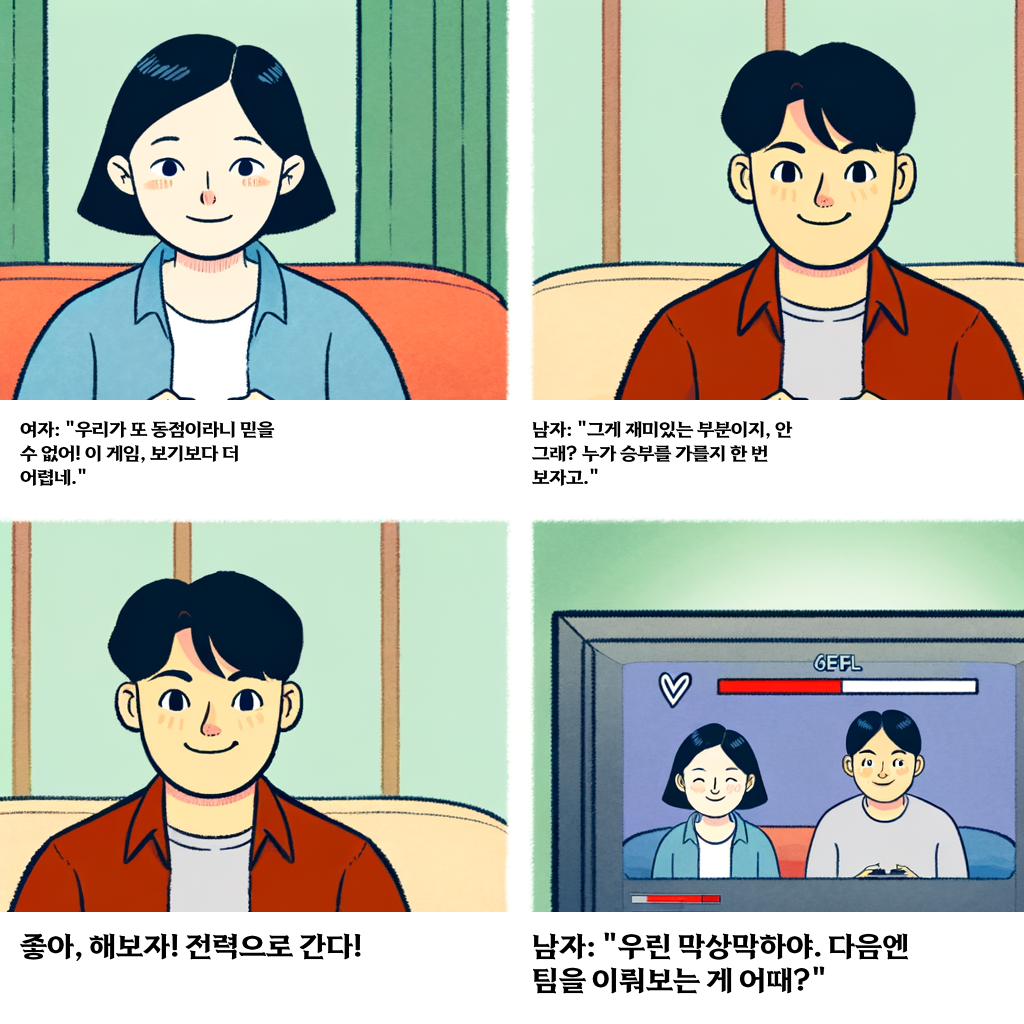 여자: "우리가 또 동점이라니 믿을
수 없어! 이 게임, 보기보다 더
어렵네."
남자: "그게 재미있는 부분이지, 안
그래? 누가 승부를 가를지 한 번
보자고."
좋아, 해보자! 전력으로 간다!
GEFL
남자: "우린 막상막하야. 다음엔
팀을 이뤄보는 게 어때?"